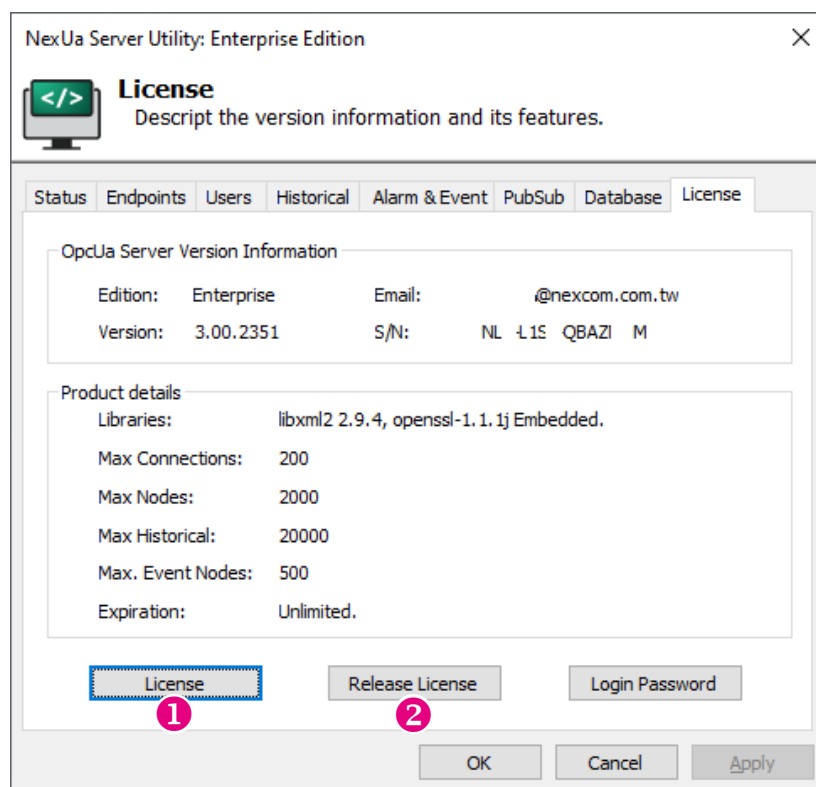 NexUa Server Utility: Enterprise Edition
</>
License
Descript the version information and its features.
Status Endpoints Users Historical Alarm & Event PubSub Database License
OpcUa Server Version Information
Edition: Enterprise Email: @nexcom.com.tw
Version: 3.00.2351 S/N: NL L1S QBAZI M
Product details
Libraries: libxml2 2.9.4, openssl-1.1.1j Embedded.
Max Connections: 200
Max Nodes: 2000
Max Historical: 20000
Max. Event Nodes: 500
Expiration: Unlimited.
License Release License Login Password
1 2
OK Cancel Apply